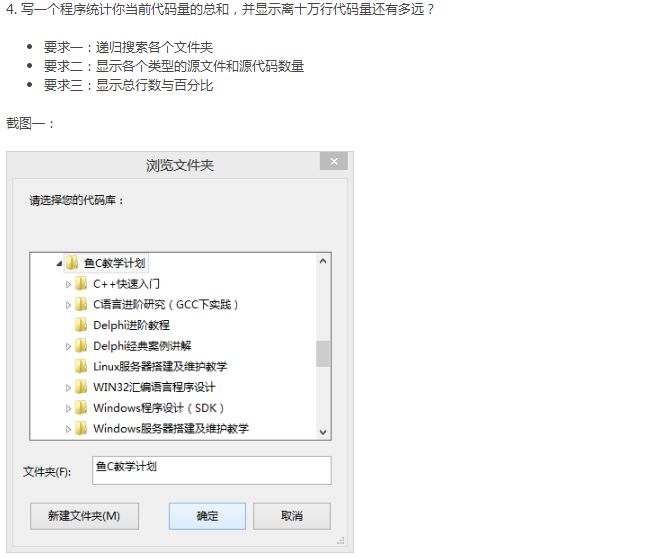 4. 写一个程序统计你当前代码量的总和，并显示离十万行代码量还有多远？
要求一：递归搜索各个文件夹
要求二：显示各个类型的源文件和源代码数量
要求三：显示总行数与百分比
截图一：
浏览文件夹
请选择您的代码库：
鱼C教学计划
C++快速入门
C语言进阶研究（GCC下实践）
Delphi进阶教程
Delphi经典案例讲解
Linux服务器搭建及维护教学
WIN32汇编语言程序设计
Windows程序设计（SDK）
Windows服务器搭建及维护教学
文件夹(F):
鱼C教学计划
新建文件夹(M)
确定
取消